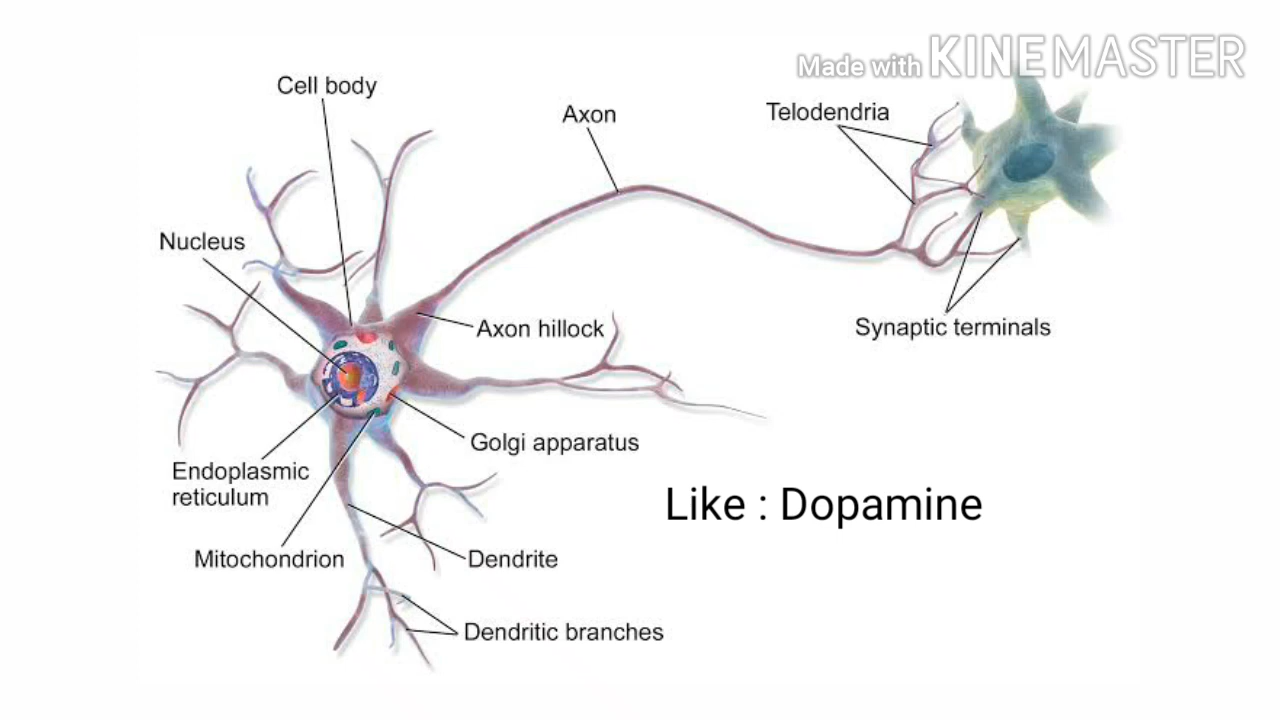 Made with KINEMASTER
Cell body
Axon
Telodendria
Nucleus
Axon hillock
Synaptic terminals
Golgi apparatus
Endoplasmic
reticulum
Like : Dopamine
Mitochondrion
Dendrite
Dendritic branches